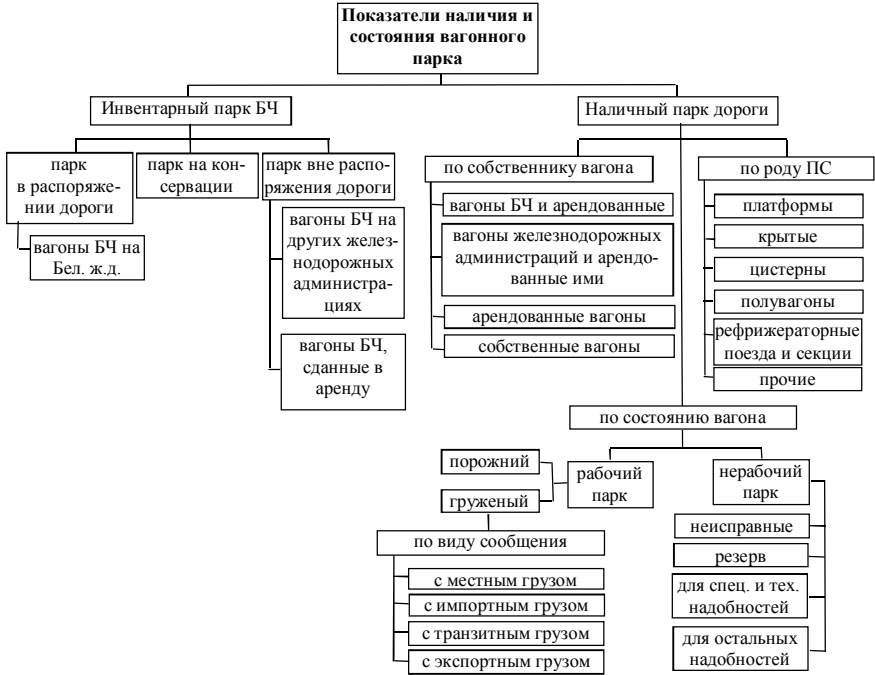 Показатели наличия и
состояния вагонного
парка
Инвентарный парк БЧ
Наличный парк дороги
парк
в распоряже-
нии дороги
парк на кон-
сервации
парк вне распо-
ряжения дороги
вагоны БЧ на
Бел. ж.д.
вагоны БЧ на
других желез-
нодорожных
администра-
циях
вагоны БЧ,
сданные в
аренду
по собственнику вагона
вагоны БЧ и арендованные
вагоны железнодорожных
администраций и арендо-
ванные ими
арендованные вагоны
собственные вагоны
по роду ПС
платформы
крытые
цистерны
полувагоны
рефрижераторные
поезда и секции
прочие
по состоянию вагона
рабочий
парк
порожний
груженый
по виду сообщения
с местным грузом
с импортным грузом
с транзитным грузом
с экспортным грузом
нерабочий
парк
неисправные
резерв
для спец. и тех.
надобностей
для остальных
надобностей